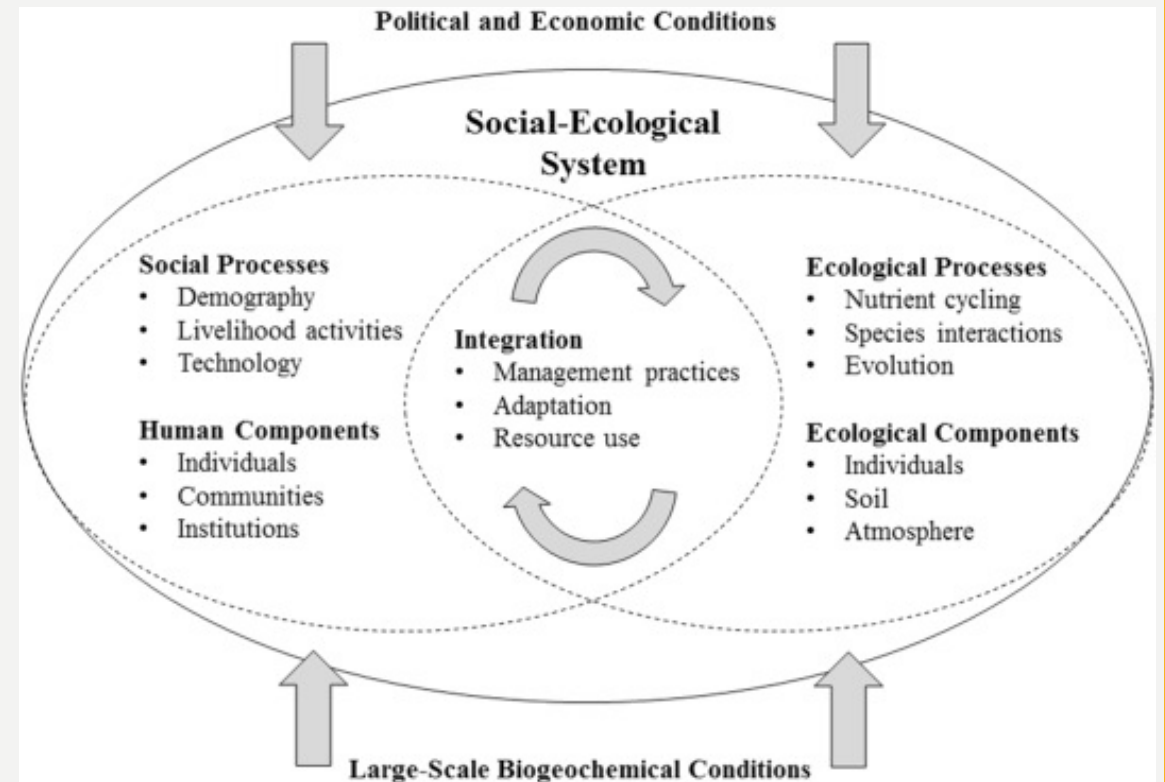 Political and Economic Conditions
Social-Ecological
System
Social Processes
• Demography
• Livelihood activities
• Technology
Human Components
• Individuals
• Communities
• Institutions
Integration
• Management practices
• Adaptation
• Resource use
Ecological Processes
• Nutrient cycling
• Species interactions
• Evolution
Ecological Components
• Individuals
• Soil
• Atmosphere
Large-Scale Biogeochemical Conditions